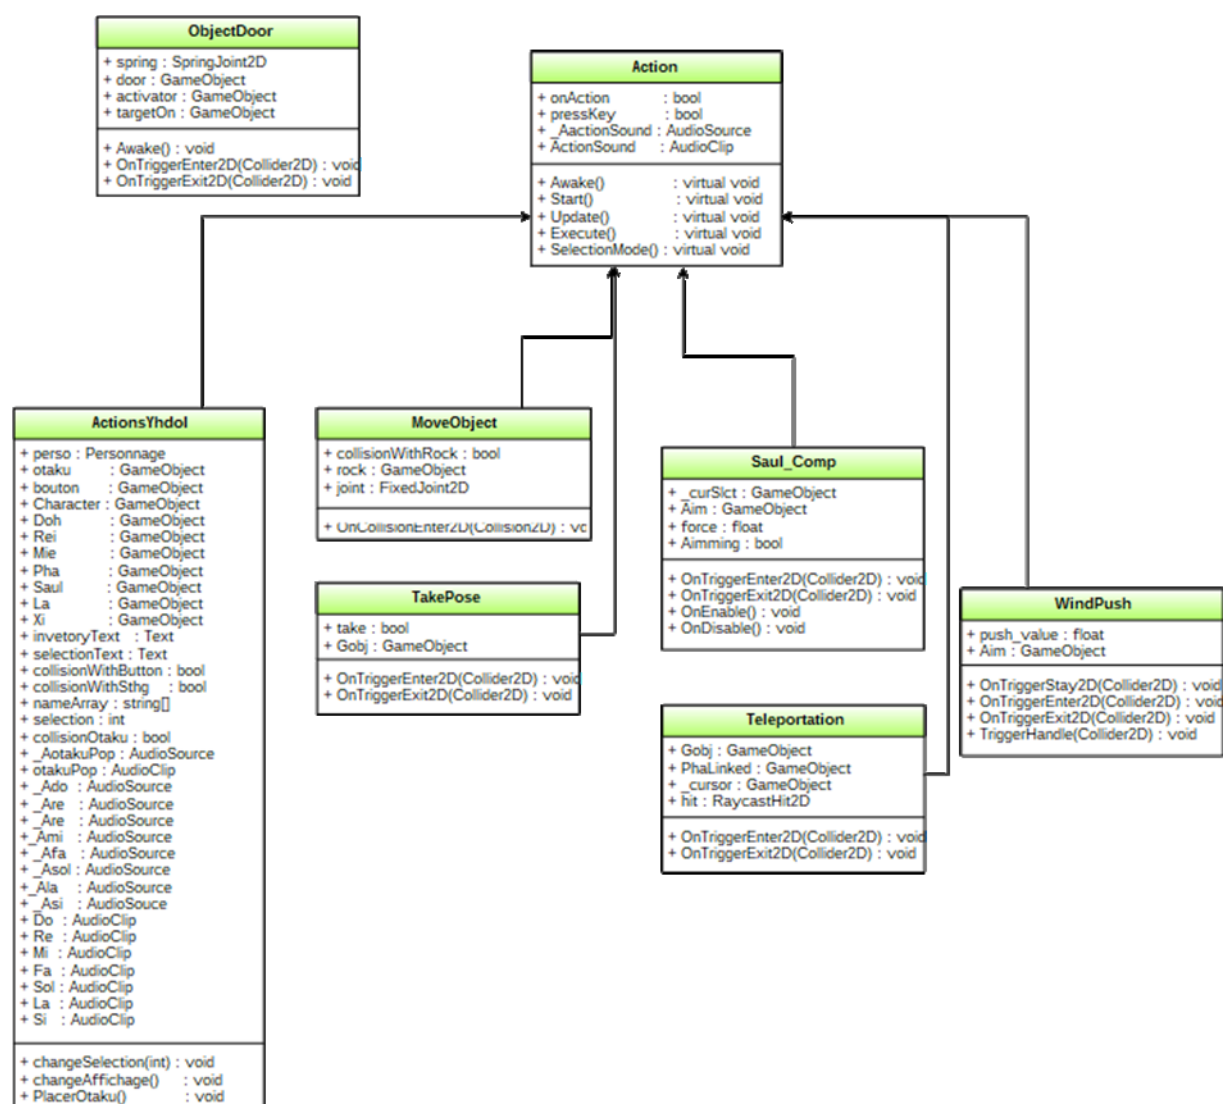 ObjectDoor
+ spring : SpringJoint2D
+ door : GameObject
+ activator : GameObject
+ targetOn : GameObject
+ Awake() : void
+ OnTriggerEnter2D(Collider2D) : void
+ OnTriggerExit2D(Collider2D) : void
Action
+ onAction : bool
+ pressKey : bool
+ _AactionSound : AudioSource
+ ActionSound : AudioClip
+ Awake() : virtual void
+ Start() : virtual void
+ Update() : virtual void
+ Execute() : virtual void
+ SelectionMode() : virtual void
ActionsYhdol
+ perso : Personnage
+ otaku : GameObject
+ bouton : GameObject
+ Character : GameObject
+ Doh : GameObject
+ Rei : GameObject
+ Mie : GameObject
+ Pha : GameObject
+ Saul : GameObject
+ La : GameObject
+ Xi : GameObject
+ invetoryText : Text
+ selectionText : Text
+ collisionWithButton : bool
+ collisionWithSthg : bool
+ nameArray : string[]
+ selection : int
+ collisionOtaku : bool
+ _AotakuPop : AudioSource
+ otakuPop : AudioClip
+ _Ado : AudioSource
+ _Are : AudioSource
+ _Are : AudioSource
+_Ami : AudioSource
+ _Afa : AudioSource
+ _Asol : AudioSource
+_Ala : AudioSource
+ _Asi : AudioSouce
+ Do : AudioClip
+ Re : AudioClip
+ Mi : AudioClip
+ Fa : AudioClip
+ Sol : AudioClip
+ La : AudioClip
+ Si : AudioClip
+ changeSelection(int) : void
+ changeAffichage() : void
+ PlacerOtaku() : void
MoveObject
+ collisionWithRock : bool
+ rock : GameObject
+ joint : FixedJoint2D
+ OnCollisionEnter2D(Collision2D) : vc
TakePose
+ take : bool
+ Gobj : GameObject
+ OnTriggerEnter2D(Collider2D) : void
+ OnTriggerExit2D(Collider2D) : void
Saul_Comp
+ _curSlct : GameObject
+ Aim : GameObject
+ force : float
+ Aimming : bool
+ OnTriggerEnter2D(Collider2D) : void
+ OnTriggerExit2D(Collider2D) : void
+ OnEnable() : void
+ OnDisable() : void
Teleportation
+ Gobj : GameObject
+ PhaLinked : GameObject
+ _cursor : GameObject
+ hit : RaycastHit2D
+ OnTriggerEnter2D(Collider2D) : void
+ OnTriggerExit2D(Collider2D) : void
WindPush
+ push_value : float
+ Aim : GameObject
+ OnTriggerStay2D(Collider2D) : void
+ OnTriggerEnter2D(Collider2D) : void
+ OnTriggerExit2D(Collider2D) : void
+ TriggerHandle(Collider2D) : void